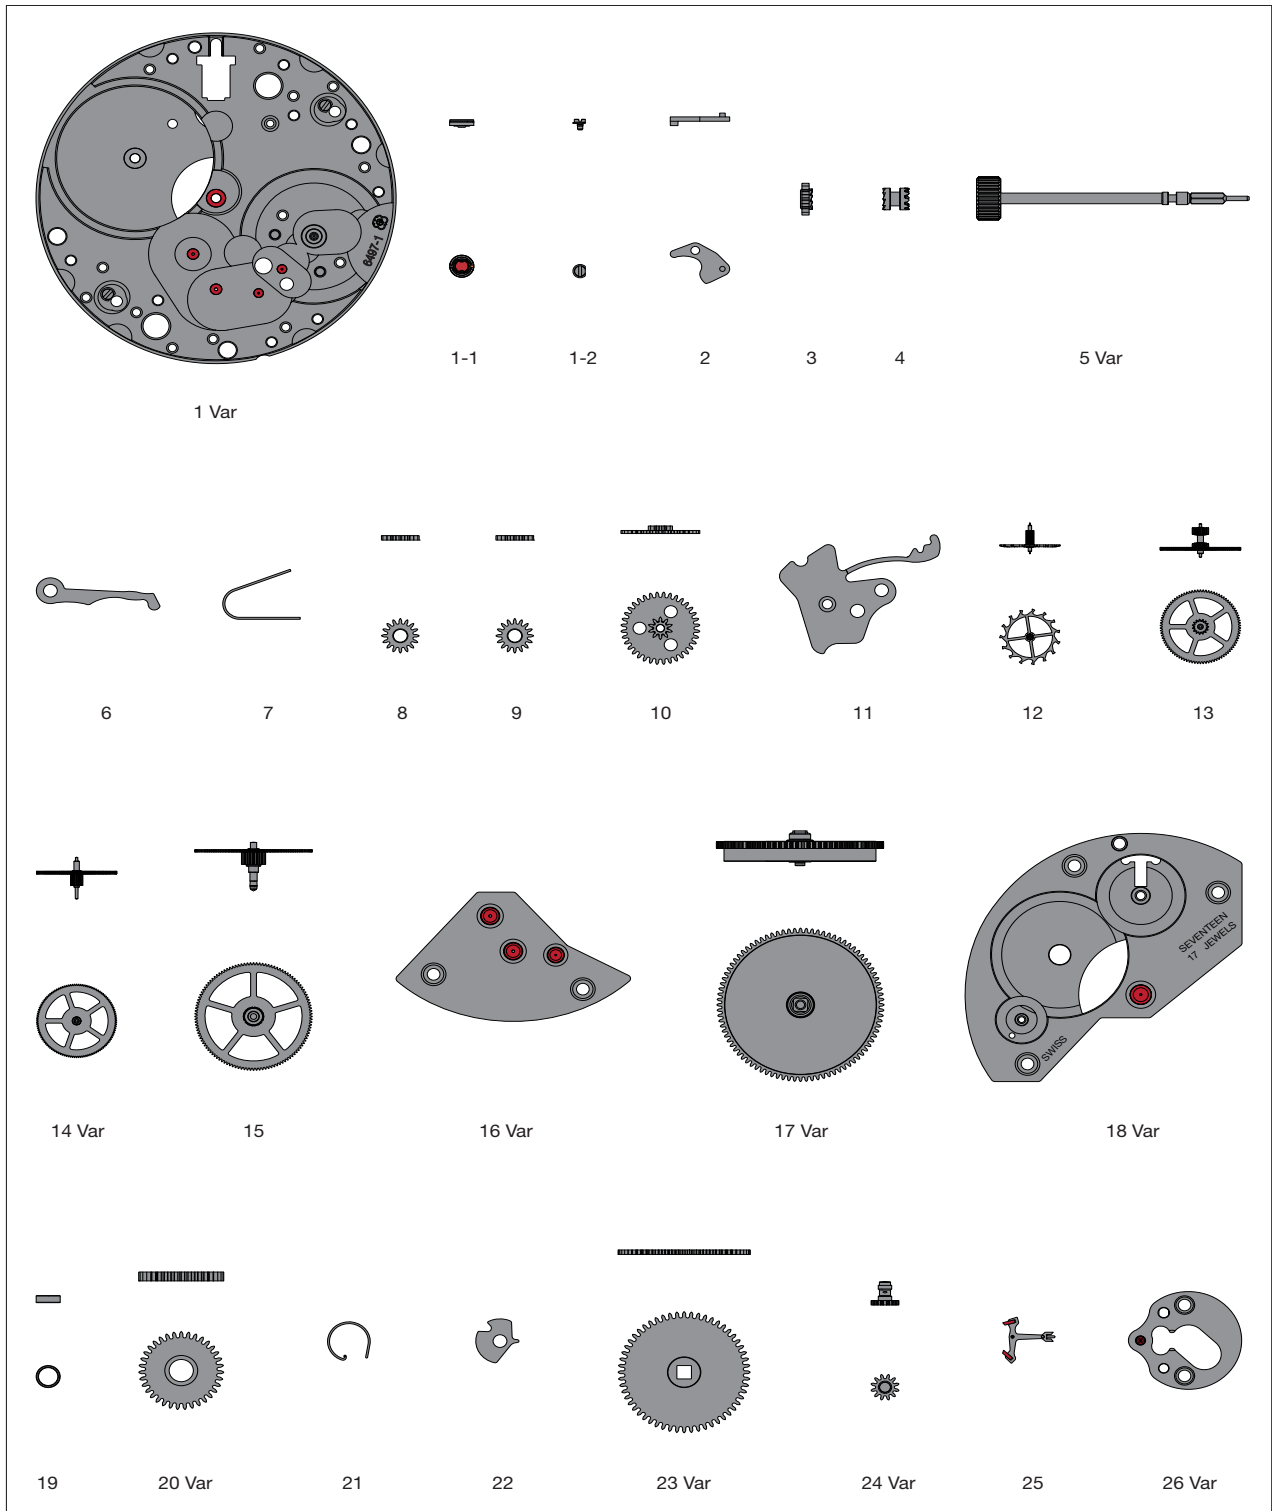 6497-1
1-1 1-2 2 3 4 5 Var
1 Var
6 7 8 9 10 11 12 13
SEVENTEEN
17 JEWELS
SWISS
14 Var 15 16 Var 17 Var 18 Var
19 20 Var 21 22 23 Var 24 Var 25 26 Var